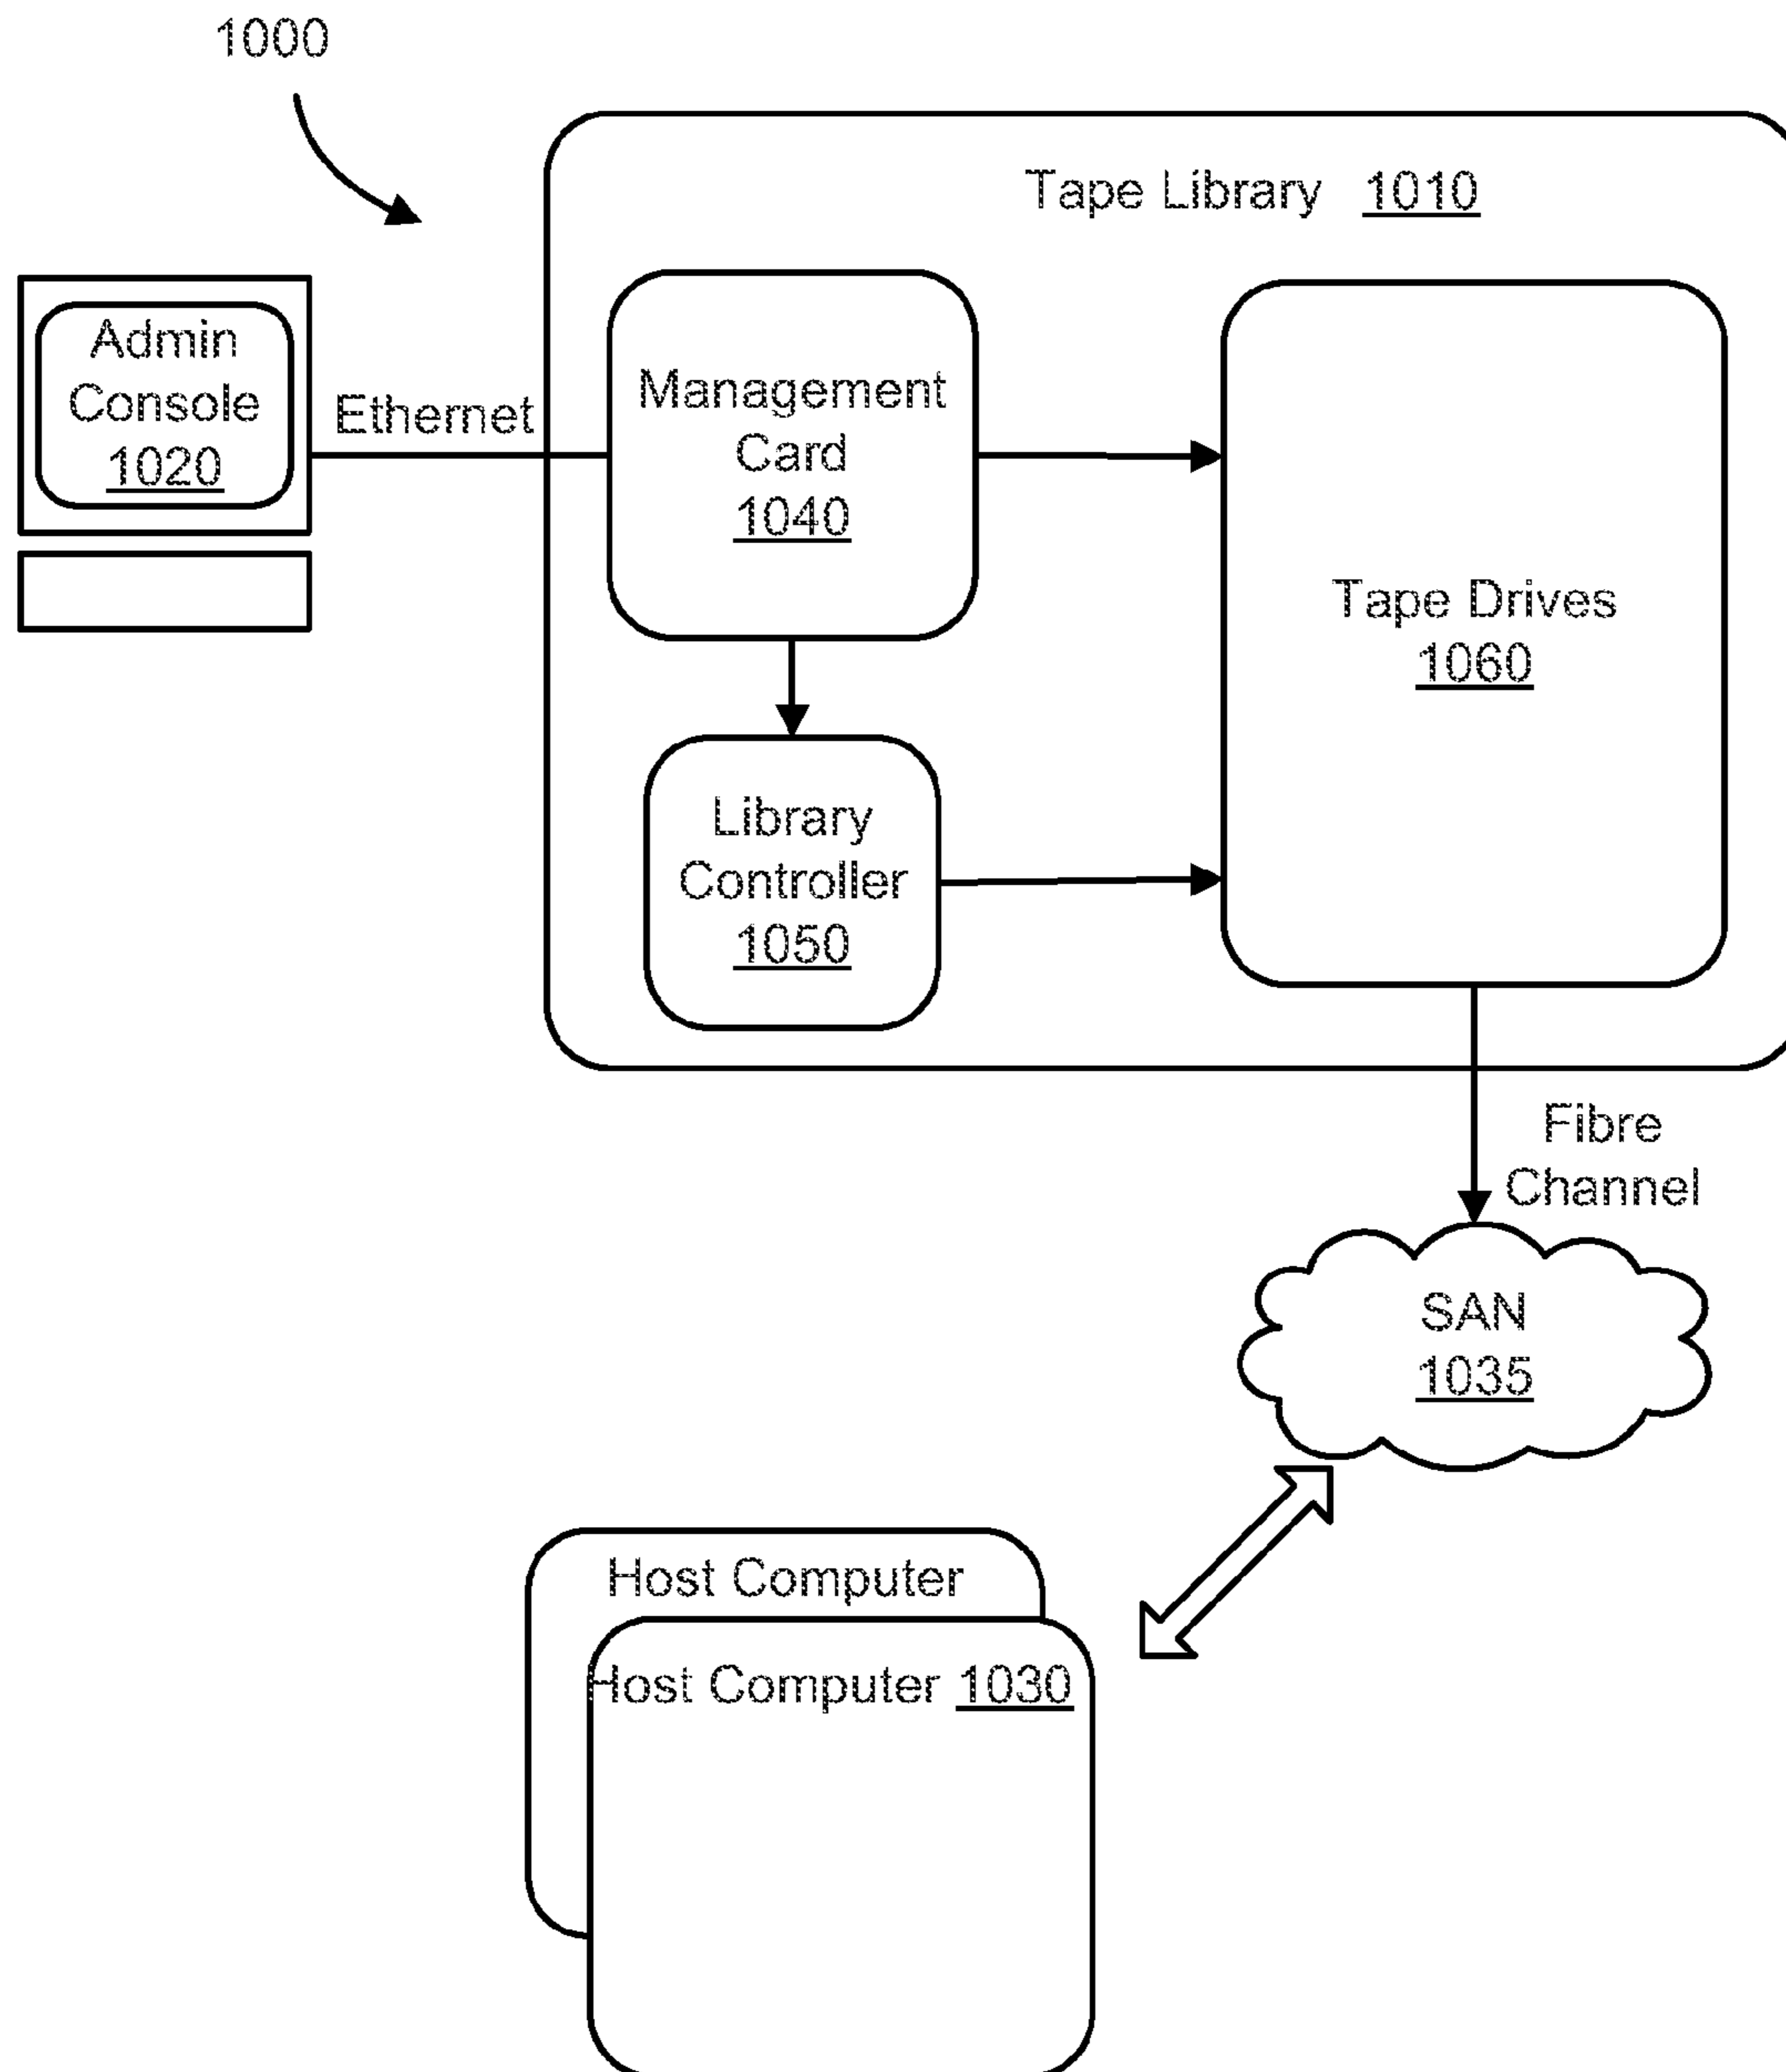 1000
Tape Library 1010
Admin
Console
1020
Ethernet
Management
Card
1040
Tape Drives
1060
Library
Controller
1050
Fibre
Channel
SAN
1035
Host Computer
Host Computer 1030